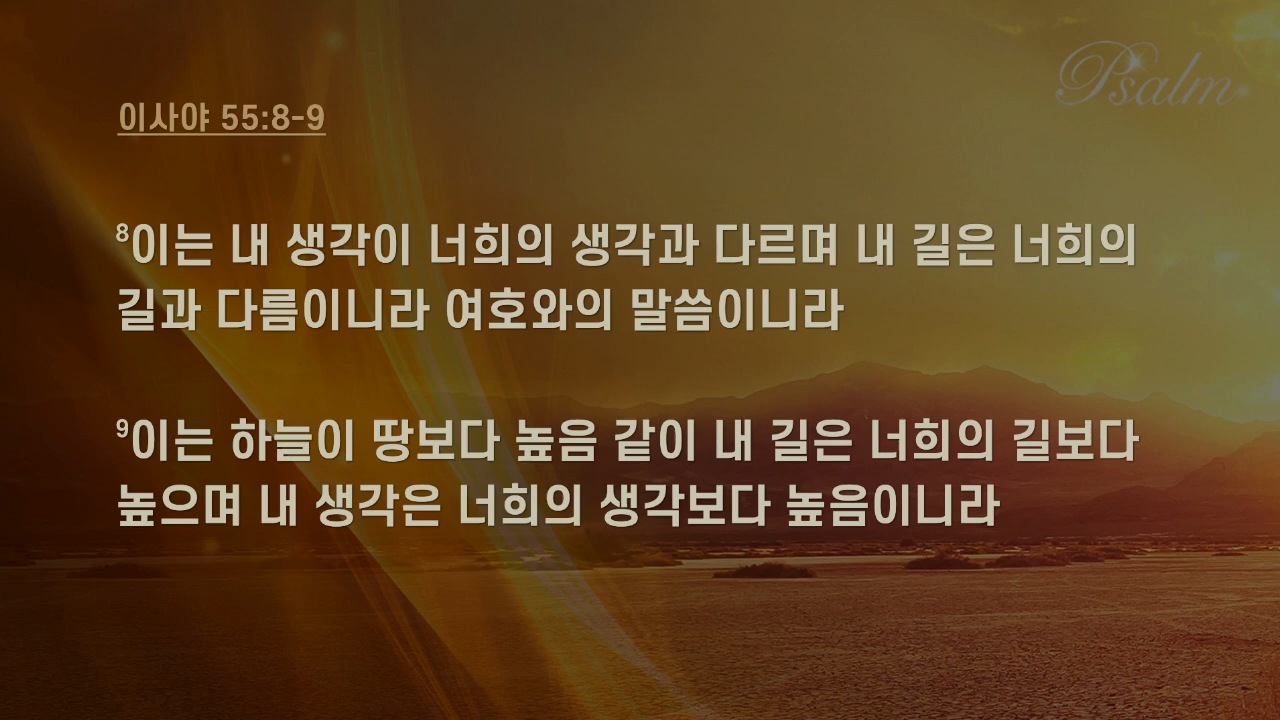 Psalm
이사야 55:8-9
⁸이는 내 생각이 너희의 생각과 다르며 내 길은 너희의
길과 다름이니라 여호와의 말씀이니라
⁹이는 하늘이 땅보다 높음 같이 내 길은 너희의 길보다
높으며 내 생각은 너희의 생각보다 높음이니라